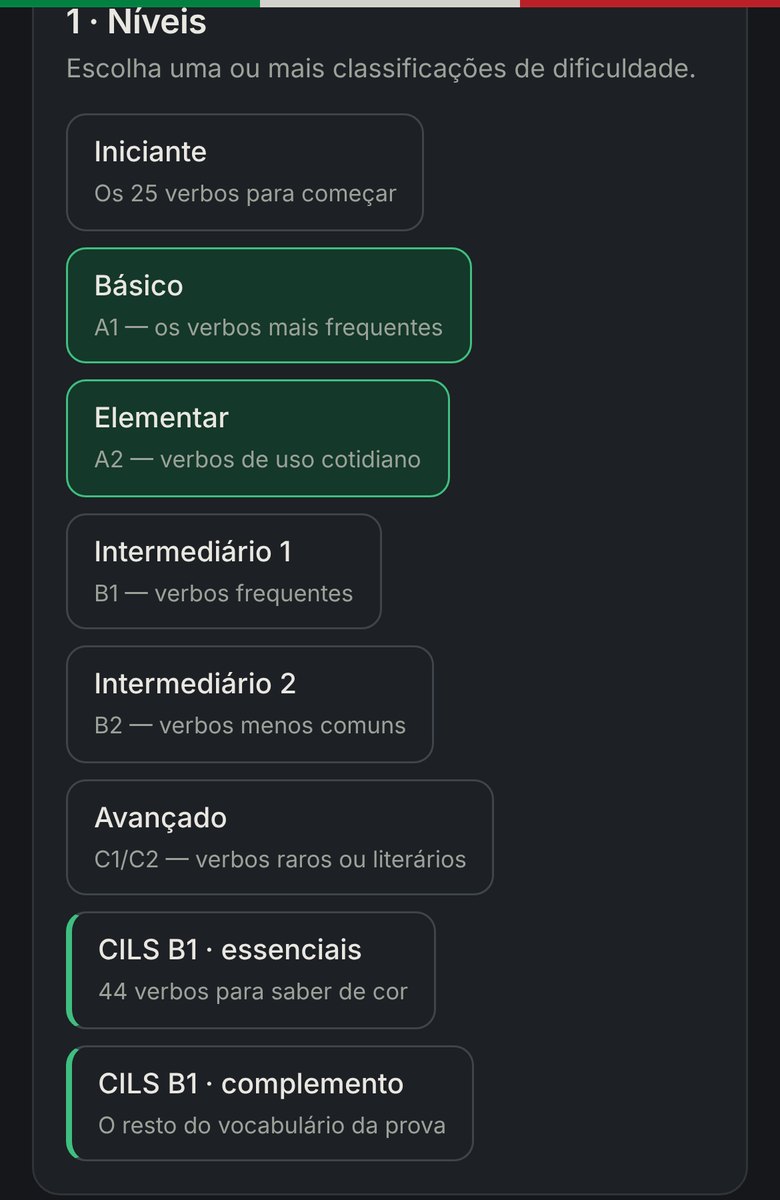 1 · Níveis
Escolha uma ou mais classificações de dificuldade.
Iniciante
Os 25 verbos para começar
Básico
A1 — os verbos mais frequentes
Elementar
A2 — verbos de uso cotidiano
Intermediário 1
B1 — verbos frequentes
Intermediário 2
B2 — verbos menos comuns
Avançado
C1/C2 — verbos raros ou literários
CILS B1 · essenciais
44 verbos para saber de cor
CILS B1 · complemento
O resto do vocabulário da prova